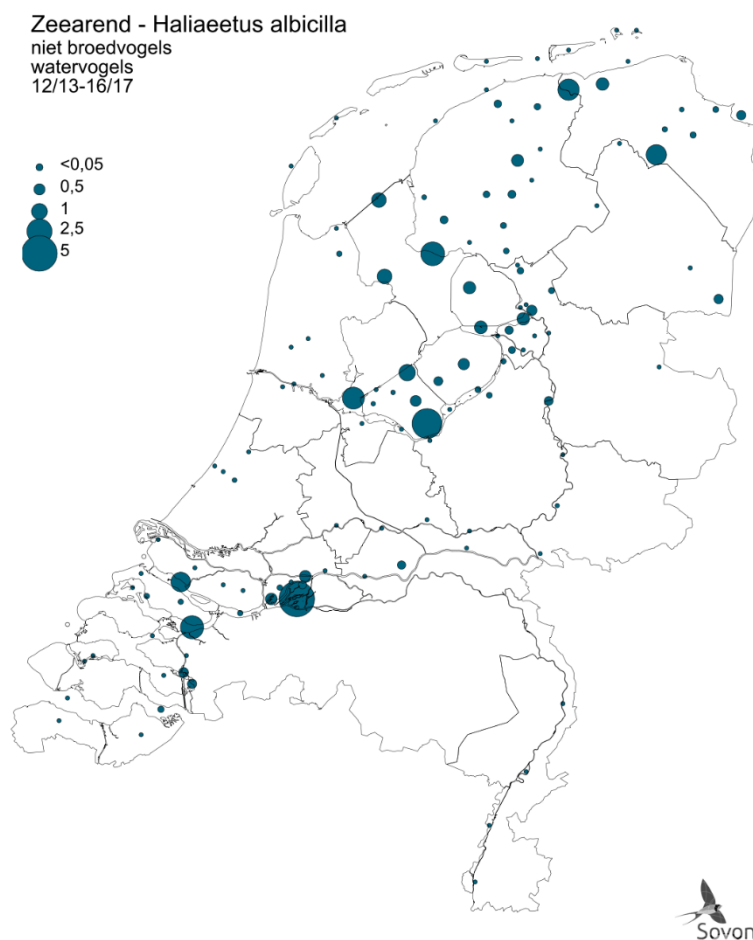 Zeearend - Haliaeetus albicilla
niet broedvogels
watervogels
12/13-16/17
<0,05
0,5
1
2,5
5
Sovon